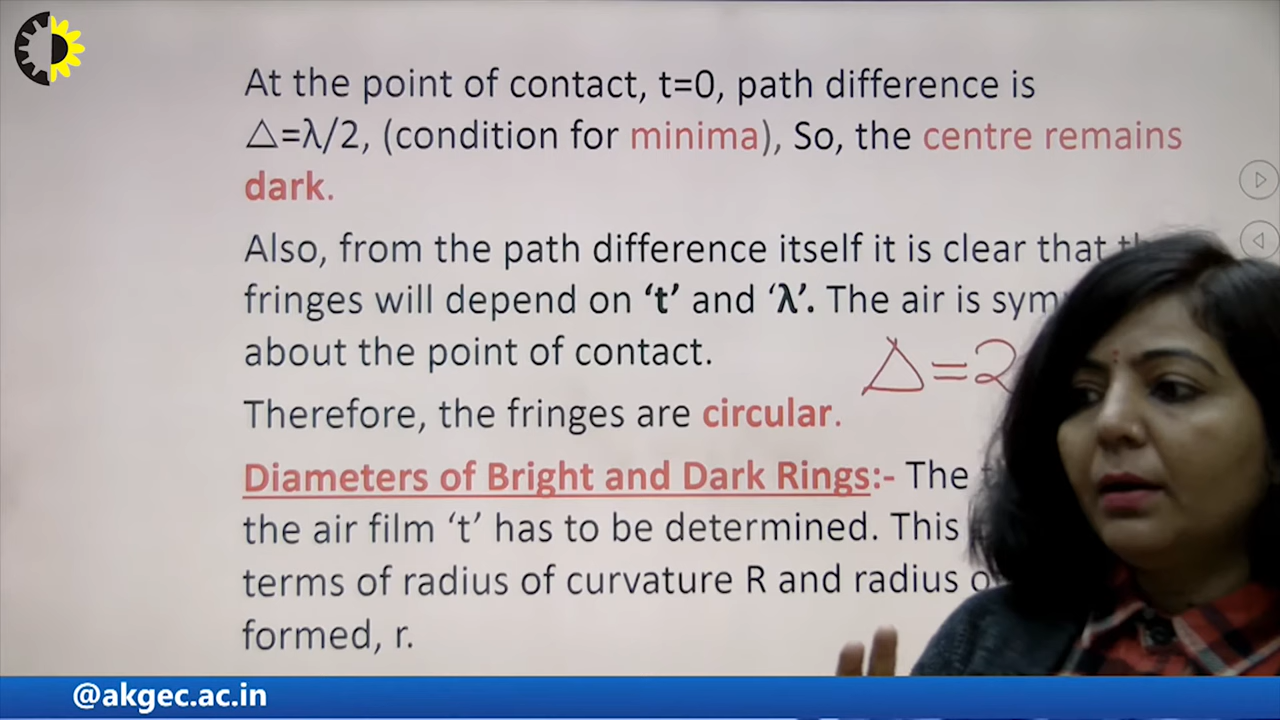 At the point of contact, t=0, path difference is
△=λ/2, (condition for minima), So, the centre remains
dark.
Also, from the path difference itself it is clear that
fringes will depend on ‘t’ and ‘λ’. The air is
about the point of contact.
Δ=2
Therefore, the fringes are circular.
Diameters of Bright and Dark Rings:- The
the air film ‘t’ has to be determined. This
terms of radius of curvature R and radius
formed, r.
@akgec.ac.in